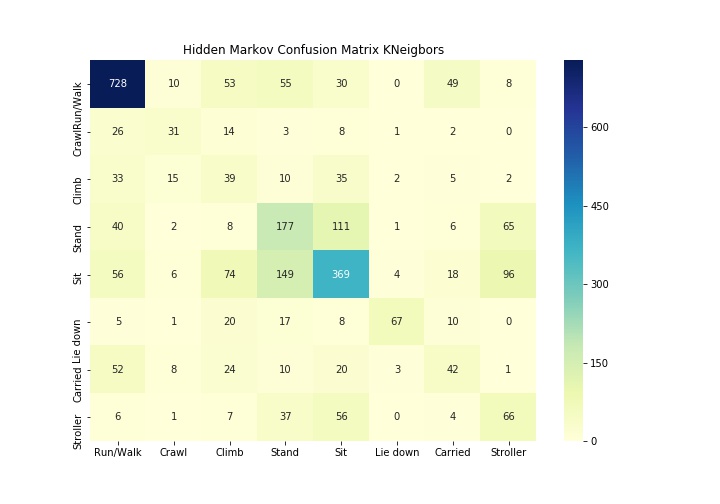 Hidden Markov Confusion Matrix KNeigbors
Run/Walk 728 10 53 55 30 0 49 8
Crawl 26 31 14 3 8 1 2 0
Climb 33 15 39 10 35 2 5 2
Stand 40 2 8 177 111 1 6 65
Sit 56 6 74 149 369 4 18 96
Lie down 5 1 20 17 8 67 10 0
Carried 52 8 24 10 20 3 42 1
Stroller 6 1 7 37 56 0 4 66
Run/Walk Crawl Climb Stand Sit Lie down Carried Stroller
600
450
300
150
0